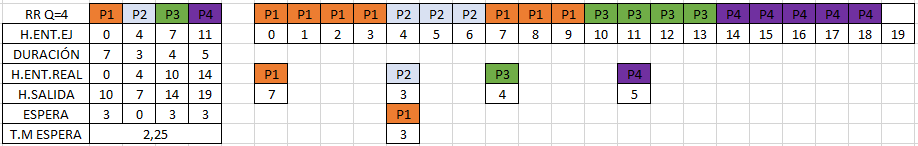 RR Q=4 P1 P2 P3 P4 P1 P1 P1 P1 P2 P2 P2 P1 P1 P1 P3 P3 P3 P3 P4 P4 P4 P4 P4
H.ENT.EJ 0 4 7 11 0 1 2 3 4 5 6 7 8 9 10 11 12 13 14 15 16 17 18 19
DURACIÓN 7 3 4 5
H.ENT.REAL 0 4 10 14 P1 P2 P3 P4
H.SALIDA 10 7 14 19 7 3 4 5
ESPERA 3 0 3 3 P1
T.M ESPERA 2,25 3